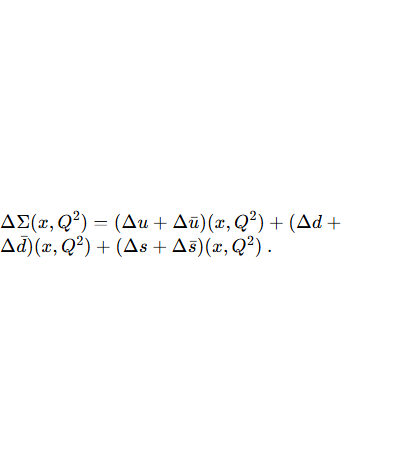 ΔΣ(x, Q²) = (Δu + Δū)(x, Q²) + (Δd +
Δd̄)(x, Q²) + (Δs + Δs̄)(x, Q²) .